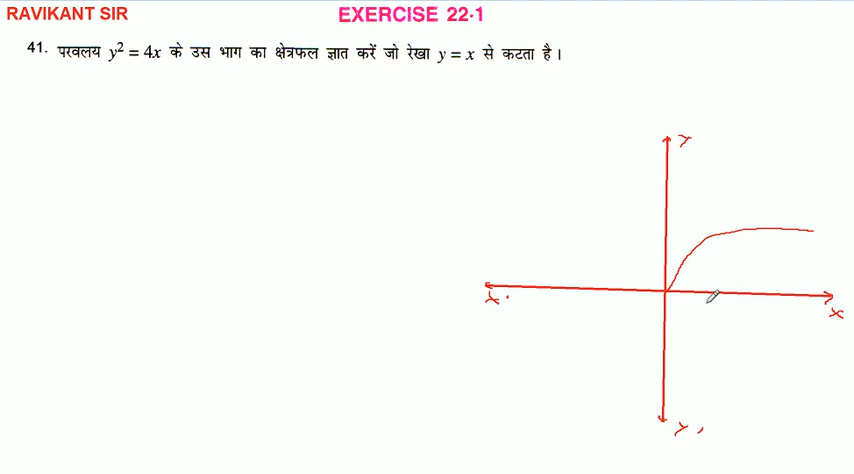 RAVIKANT SIR
EXERCISE 22·1
41. परवलय y² = 4x के उस भाग का क्षेत्रफल ज्ञात करें जो रेखा y = x से कटता है।
Y
X'
X
Y'